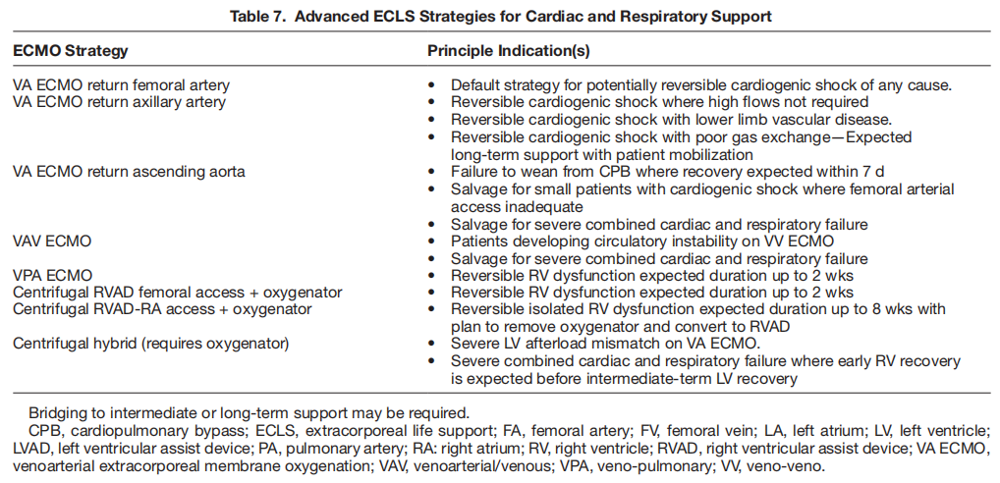 Table 7. Advanced ECLS Strategies for Cardiac and Respiratory Support
ECMO Strategy Principle Indication(s)
VA ECMO return femoral artery • Default strategy for potentially reversible cardiogenic shock of any cause.
VA ECMO return axillary artery • Reversible cardiogenic shock where high flows not required
• Reversible cardiogenic shock with lower limb vascular disease.
• Reversible cardiogenic shock with poor gas exchange—Expected
long-term support with patient mobilization
VA ECMO return ascending aorta • Failure to wean from CPB where recovery expected within 7 d
• Salvage for small patients with cardiogenic shock where femoral arterial
access inadequate
• Salvage for severe combined cardiac and respiratory failure
VAV ECMO • Patients developing circulatory instability on VV ECMO
• Salvage for severe combined cardiac and respiratory failure
VPA ECMO • Reversible RV dysfunction expected duration up to 2 wks
Centrifugal RVAD femoral access + oxygenator • Reversible RV dysfunction expected duration up to 2 wks
Centrifugal RVAD-RA access + oxygenator • Reversible isolated RV dysfunction expected duration up to 8 wks with
plan to remove oxygenator and convert to RVAD
Centrifugal hybrid (requires oxygenator) • Severe LV afterload mismatch on VA ECMO.
• Severe combined cardiac and respiratory failure where early RV recovery
is expected before intermediate-term LV recovery
Bridging to intermediate or long-term support may be required.
CPB, cardiopulmonary bypass; ECLS, extracorporeal life support; FA, femoral artery; FV, femoral vein; LA, left atrium; LV, left ventricle;
LVAD, left ventricular assist device; PA, pulmonary artery; RA: right atrium; RV, right ventricle; RVAD, right ventricular assist device; VA ECMO,
venoarterial extracorporeal membrane oxygenation; VAV, venoarterial/venous; VPA, veno-pulmonary; VV, veno-veno.